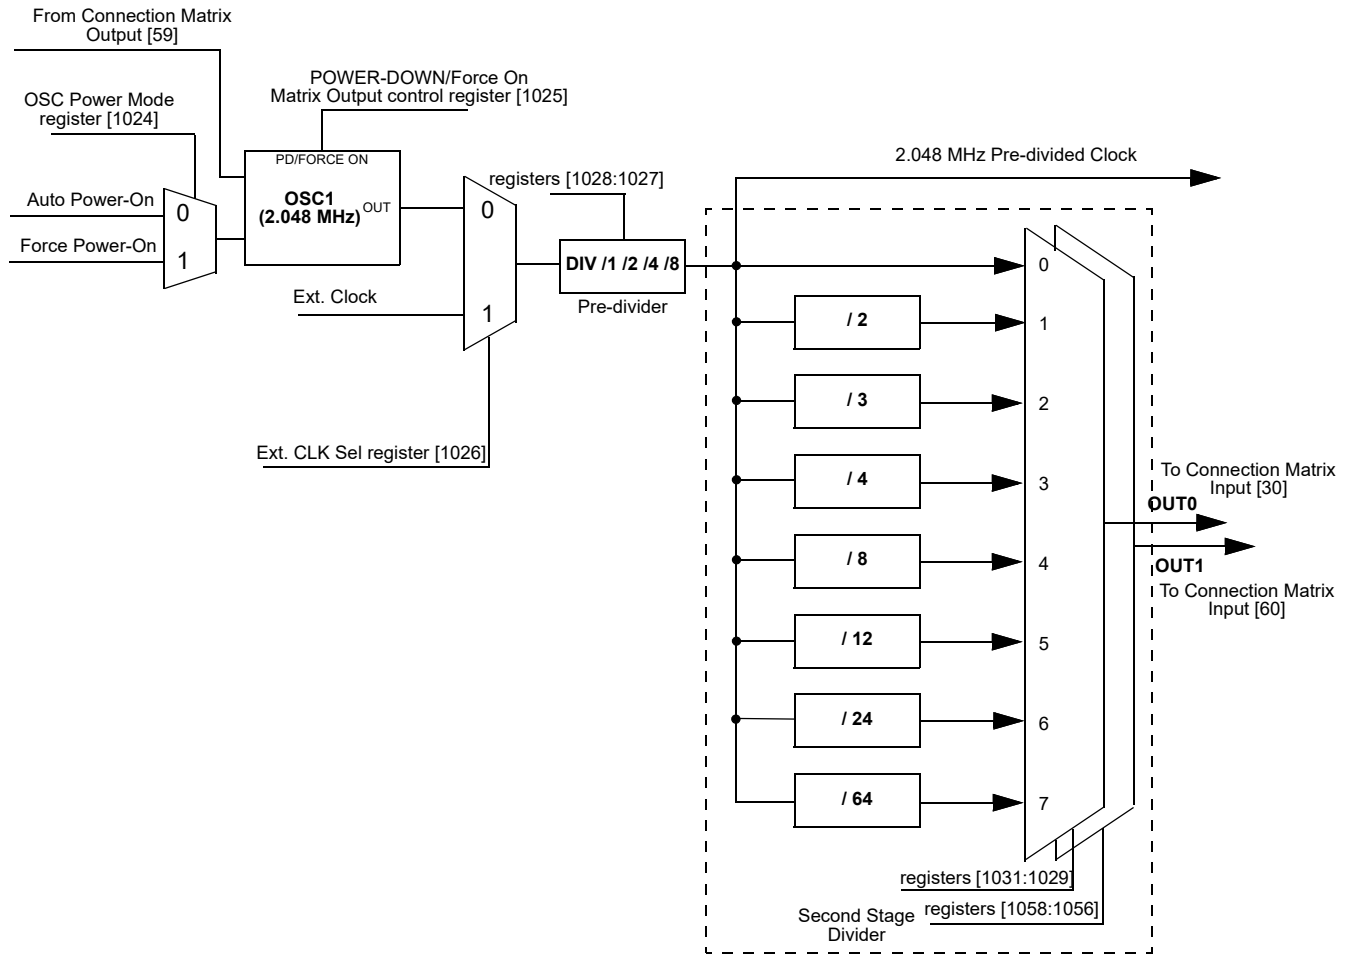 From Connection Matrix
Output [59]
POWER-DOWN/Force On
Matrix Output control register [1025]
OSC Power Mode
register [1024]
PD/FORCE ON
OSC1
(2.048 MHz)
OUT
Auto Power-On
0
Force Power-On
1
0
1
Ext. Clock
Ext. CLK Sel register [1026]
registers [1028:1027]
DIV /1 /2 /4 /8
Pre-divider
2.048 MHz Pre-divided Clock
0
/ 2
1
/ 3
2
/ 4
3
/ 8
4
/ 12
5
/ 24
6
/ 64
7
To Connection Matrix
Input [30]
OUT0
OUT1
To Connection Matrix
Input [60]
registers [1031:1029]
registers [1058:1056]
Second Stage
Divider